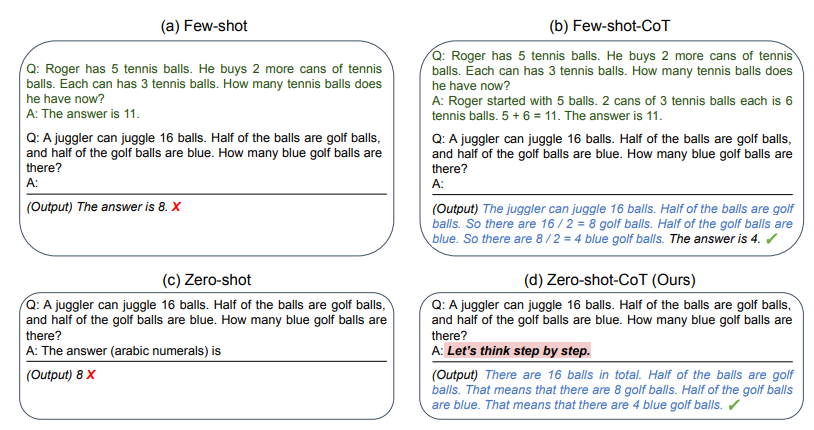 (a) Few-shot
Q: Roger has 5 tennis balls. He buys 2 more cans of tennis
balls. Each can has 3 tennis balls. How many tennis balls does
he have now?
A: The answer is 11.
Q: A juggler can juggle 16 balls. Half of the balls are golf balls,
and half of the golf balls are blue. How many blue golf balls are
there?
A:
(Output) The answer is 8. X
(b) Few-shot-CoT
Q: Roger has 5 tennis balls. He buys 2 more cans of tennis
balls. Each can has 3 tennis balls. How many tennis balls does
he have now?
A: Roger started with 5 balls. 2 cans of 3 tennis balls each is 6
tennis balls. 5 + 6 = 11. The answer is 11.
Q: A juggler can juggle 16 balls. Half of the balls are golf balls,
and half of the golf balls are blue. How many blue golf balls are
there?
A:
(Output) The juggler can juggle 16 balls. Half of the balls are golf
balls. So there are 16 / 2 = 8 golf balls. Half of the golf balls are
blue. So there are 8 / 2 = 4 blue golf balls. The answer is 4. ✓
(c) Zero-shot
Q: A juggler can juggle 16 balls. Half of the balls are golf balls,
and half of the golf balls are blue. How many blue golf balls are
there?
A: The answer (arabic numerals) is
(Output) 8 X
(d) Zero-shot-CoT (Ours)
Q: A juggler can juggle 16 balls. Half of the balls are golf balls,
and half of the golf balls are blue. How many blue golf balls are
there?
A: Let's think step by step.
(Output) There are 16 balls in total. Half of the balls are golf
balls. That means that there are 8 golf balls. Half of the golf balls
are blue. That means that there are 4 blue golf balls. ✓